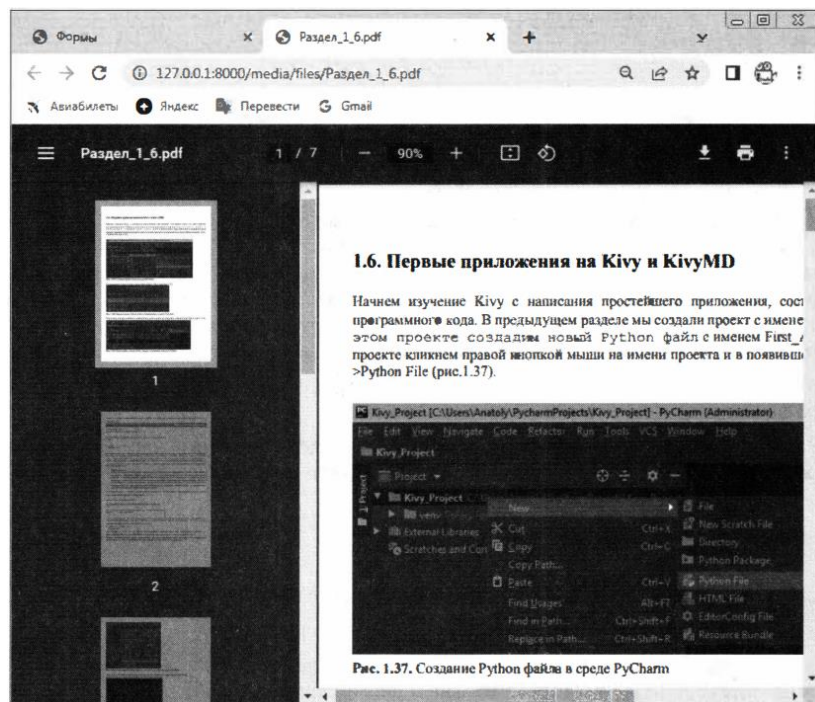 Формы
Раздел_1_6.pdf
127.0.0.1:8000/media/files/Раздел_1_6.pdf
Авиабилеты Яндекс Перевести Gmail
Раздел_1_6.pdf 1 / 7 90%
1
2
1.6. Первые приложения на Kivy и KivyMD
Начнем изучение Kivy с написания простейшего приложения, сост
программного кода. В предыдущем разделе мы создали проект с имене
этом проекте создадим новый Python файл с именем First_A
проекте кликнем правой кнопкой мыши на имени проекта и в появивше
>Python File (рис.1.37).
Kivy_Project [C:\Users\Anatoly\PycharmProjects\Kivy_Project] - PyCharm (Administrator)
File Edit View Navigate Code Refactor Run Tools VCS Window Help
Kivy_Project
Project
1: Project
Kivy_Project
New
File
venv
Cut Ctrl+X
New Scratch File
External Libraries
Copy Ctrl+C
Directory
Scratches and Con
Copy Path...
Python Package
Paste Ctrl+V
Python File
Find Usages Alt+F7
HTML File
Find in Path... Ctrl+Shift+F
EditorConfig File
Replace in Path... Ctrl+Shift+R
Resource Bundle
Рис. 1.37. Создание Python файла в среде PyCharm